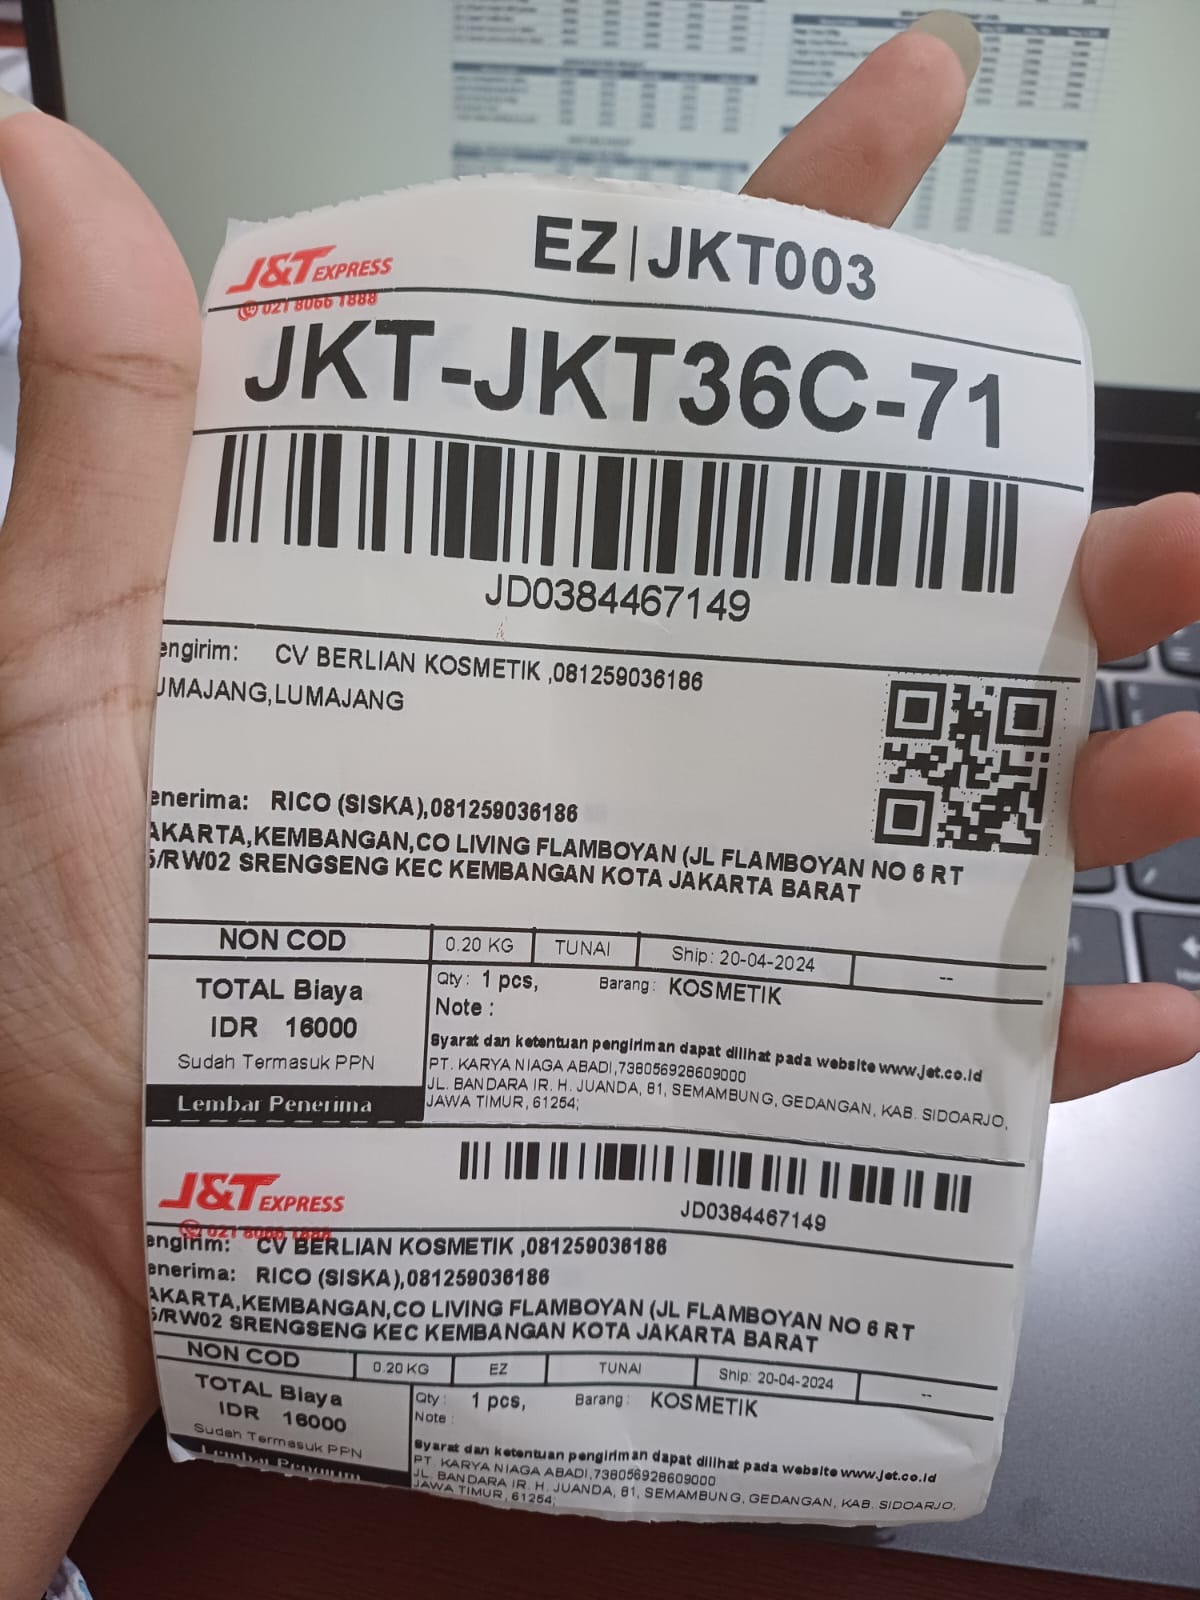 EZ|JKT003
J&T EXPRESS
021 8066 1888
JKT-JKT36C-71
JD0384467149
engirim: CV BERLIAN KOSMETIK ,081259036186
UMAJANG,LUMAJANG
enerima: RICO (SISKA),081259036186
AKARTA,KEMBANGAN,CO LIVING FLAMBOYAN (JL FLAMBOYAN NO 6 RT
5/RW02 SRENGSENG KEC KEMBANGAN KOTA JAKARTA BARAT
NON COD 0.20 KG TUNAI Ship: 20-04-2024 --
TOTAL Biaya
IDR 16000
Sudah Termasuk PPN
Lembar Penerima
Qty : 1 pcs, Barang : KOSMETIK
Note :
Syarat dan ketentuan pengiriman dapat dilihat pada website www.jet.co.id
PT. KARYA NIAGA ABADI,738056928609000
JL. BANDARA IR. H. JUANDA, 81, SEMAMBUNG, GEDANGAN, KAB. SIDOARJO,
JAWA TIMUR, 61254;
J&T EXPRESS
021 8066 1888
JD0384467149
engirim: CV BERLIAN KOSMETIK ,081259036186
enerima: RICO (SISKA),081259036186
AKARTA,KEMBANGAN,CO LIVING FLAMBOYAN (JL FLAMBOYAN NO 6 RT
5/RW02 SRENGSENG KEC KEMBANGAN KOTA JAKARTA BARAT
NON COD 0.20 KG EZ TUNAI Ship: 20-04-2024 --
TOTAL Biaya
IDR 16000
Sudah Termasuk PPN
Lembar Penerima
Qty : 1 pcs, Barang : KOSMETIK
Note :
Syarat dan ketentuan pengiriman dapat dilihat pada website www.jet.co.id
PT. KARYA NIAGA ABADI,738056928609000
JL. BANDARA IR. H. JUANDA, 81, SEMAMBUNG, GEDANGAN, KAB. SIDOARJO,
JAWA TIMUR, 61254;